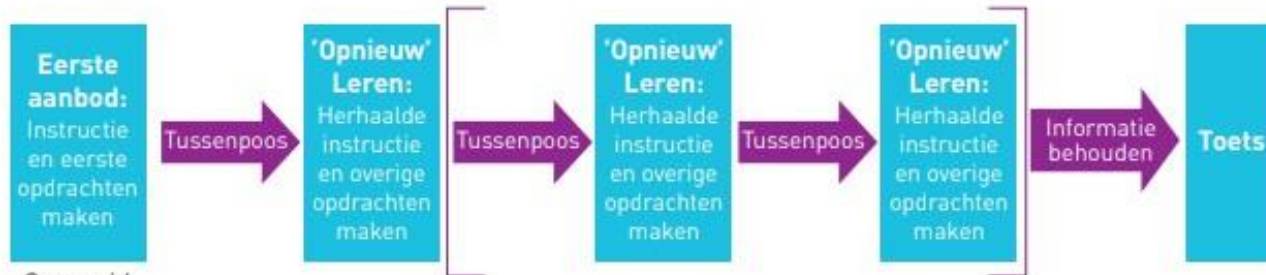 Eerste
aanbod:
Instructie
en eerste
opdrachten
maken
Tussenpoos
'Opnieuw'
Leren:
Herhaalde
instructie
en overige
opdrachten
maken
Tussenpoos
'Opnieuw'
Leren:
Herhaalde
instructie
en overige
opdrachten
maken
Tussenpoos
'Opnieuw'
Leren:
Herhaalde
instructie
en overige
opdrachten
maken
Informatie
behouden
Toets